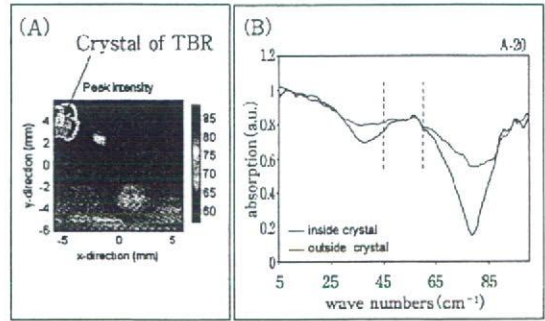 (A)
Crystal of TBR
Peak Intensity
4
2
0
-2
-4
-6
-5
0
5
y-direction (mm)
x-direction (mm)
95
90
85
80
75
70
65
60
(B)
A-20
1.2
1
0.8
0.6
0.4
0.2
0
absorption (a.u.)
inside crystal
outside crystal
5
25
45
65
85
wave numbers (cm⁻¹)